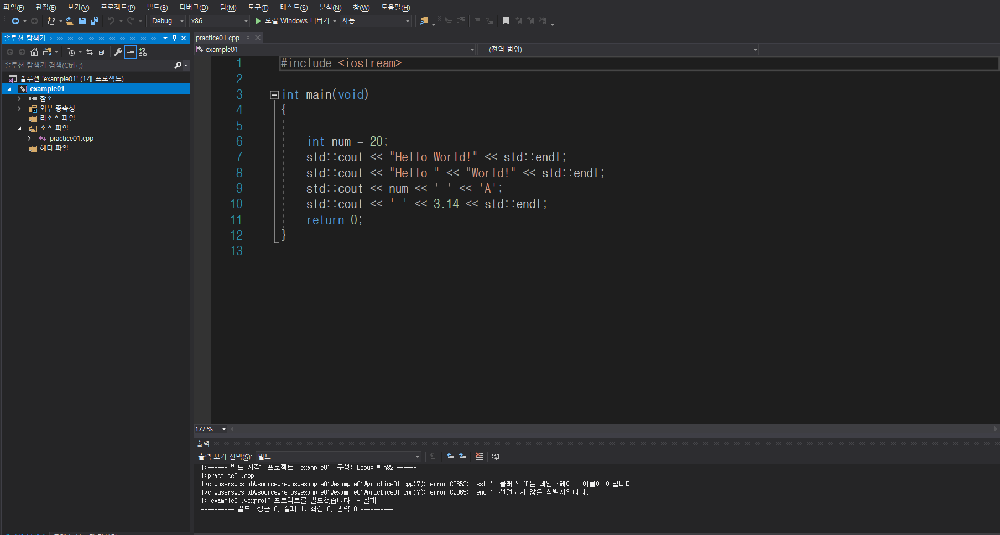 파일(F) 편집(E) 보기(V) 프로젝트(P) 빌드(B) 디버그(D) 팀(M) 도구(T) 테스트(S) 분석(N) 창(W) 도움말(H)
Debug x86 로컬 Windows 디버거 자동
솔루션 탐색기
솔루션 탐색기 검색(Ctrl+;)
솔루션 'example01' (1개 프로젝트)
example01
참조
외부 종속성
리소스 파일
소스 파일
practice01.cpp
헤더 파일
practice01.cpp
example01 (전역 범위)
1 #include <iostream>
2
3 int main(void)
4 {
5
6 int num = 20;
7 std::cout << "Hello World!" << std::endl;
8 std::cout << "Hello " << "World!" << std::endl;
9 std::cout << num << ' ' << 'A';
10 std::cout << ' ' << 3.14 << std::endl;
11 return 0;
12 }
13
177 %
출력
출력 보기 선택(S): 빌드
1>------ 빌드 시작: 프로젝트: example01, 구성: Debug Win32 ------
1>practice01.cpp
1>c:₩users₩cslab₩source₩repos₩example01₩example01₩practice01.cpp(7): error C2653: 'sstd': 클래스 또는 네임스페이스 이름이 아닙니다.
1>c:₩users₩cslab₩source₩repos₩example01₩example01₩practice01.cpp(7): error C2065: 'endl': 선언되지 않은 식별자입니다.
1>"example01.vcxproj" 프로젝트를 빌드했습니다. - 실패
========== 빌드: 성공 0, 실패 1, 최신 0, 생략 0 ==========